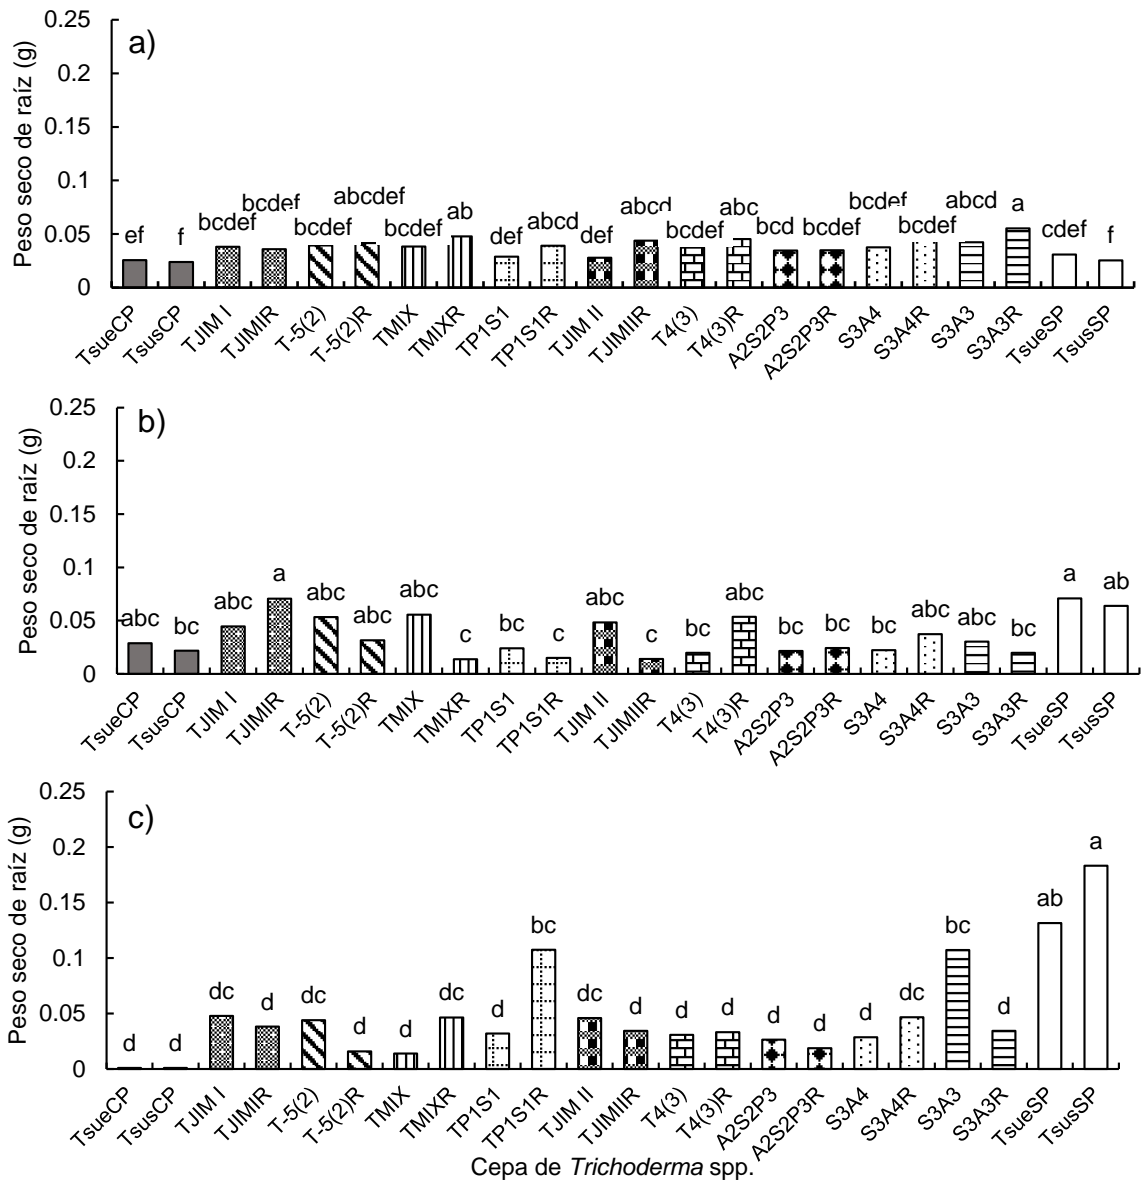 a)
Peso seco de raíz (g)
0.25
0.2
0.15
0.1
0.05
0
ef f bcdef bcdef bcdef abcdef bcdef ab def abcd def abcd bcdef abc bcd bcdef bcdef bcdef abcd a cdef f
TsueCP TsusCP TJIM I TJIMIR T-5(2) T-5(2)R TMIX TMIXR TP1S1 TP1S1R TJIM II TJIMIIR T4(3) T4(3)R A2S2P3 A2S2P3R S3A4 S3A4R S3A3 S3A3R TsueSP TsusSP
b)
Peso seco de raíz (g)
0.25
0.2
0.15
0.1
0.05
0
abc bc abc a abc abc abc c bc c abc c bc abc bc bc bc abc abc bc a ab
TsueCP TsusCP TJIM I TJIMIR T-5(2) T-5(2)R TMIX TMIXR TP1S1 TP1S1R TJIM II TJIMIIR T4(3) T4(3)R A2S2P3 A2S2P3R S3A4 S3A4R S3A3 S3A3R TsueSP TsusSP
c)
Peso seco de raíz (g)
0.25
0.2
0.15
0.1
0.05
0
d d dc d dc d d dc d bc dc d d d d d d dc bc d ab a
TsueCP TsusCP TJIM I TJIMIR T-5(2) T-5(2)R TMIX TMIXR TP1S1 TP1S1R TJIM II TJIMIIR T4(3) T4(3)R A2S2P3 A2S2P3R S3A4 S3A4R S3A3 S3A3R TsueSP TsusSP
Cepa de Trichoderma spp.